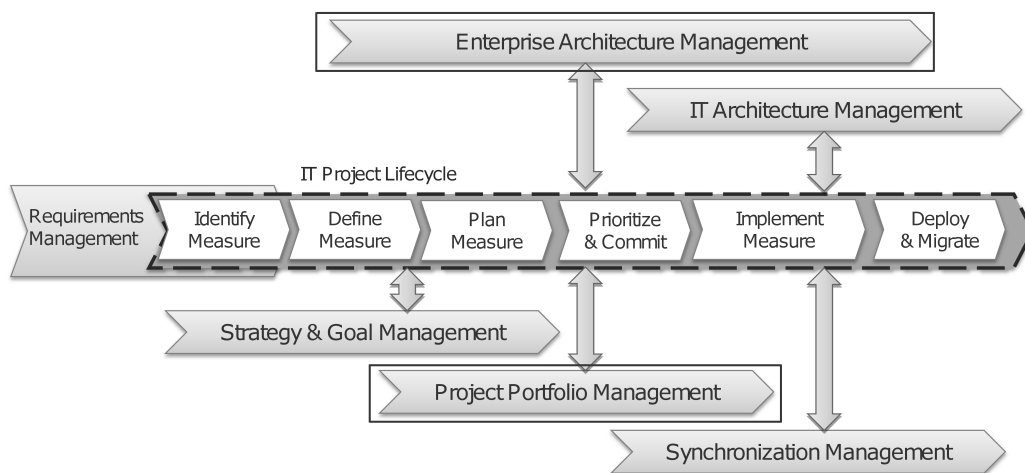 Enterprise Architecture Management
IT Architecture Management
IT Project Lifecycle
Requirements
Management
Identify
Measure
Define
Measure
Plan
Measure
Prioritize
& Commit
Implement
Measure
Deploy
& Migrate
Strategy & Goal Management
Project Portfolio Management
Synchronization Management